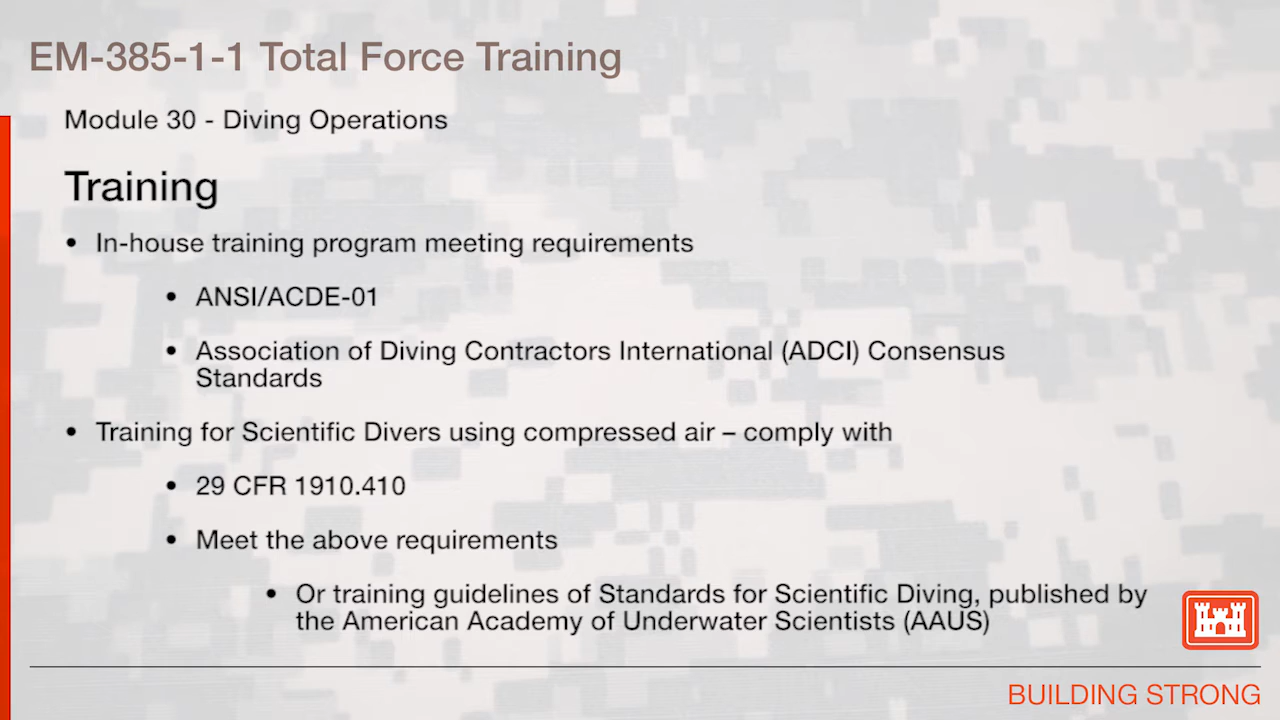 EM-385-1-1 Total Force Training
Module 30 - Diving Operations
Training
• In-house training program meeting requirements
• ANSI/ACDE-01
• Association of Diving Contractors International (ADCI) Consensus
Standards
• Training for Scientific Divers using compressed air – comply with
• 29 CFR 1910.410
• Meet the above requirements
• Or training guidelines of Standards for Scientific Diving, published by
the American Academy of Underwater Scientists (AAUS)
BUILDING STRONG